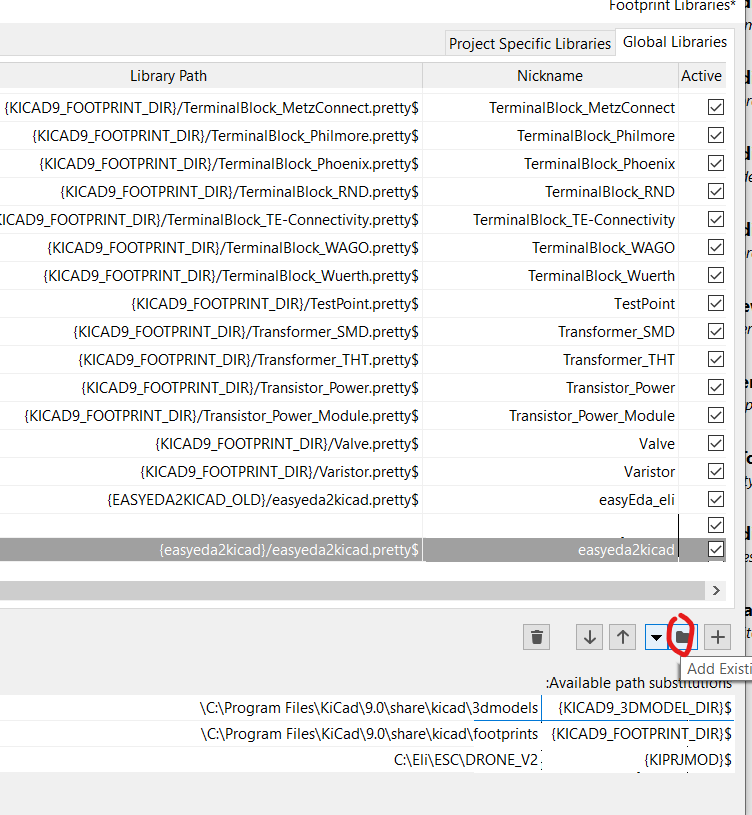 Footprint Libraries*
Project Specific Libraries Global Libraries
Library Path Nickname Active
{KICAD9_FOOTPRINT_DIR}/TerminalBlock_MetzConnect.pretty$ TerminalBlock_MetzConnect
{KICAD9_FOOTPRINT_DIR}/TerminalBlock_Philmore.pretty$ TerminalBlock_Philmore
{KICAD9_FOOTPRINT_DIR}/TerminalBlock_Phoenix.pretty$ TerminalBlock_Phoenix
{KICAD9_FOOTPRINT_DIR}/TerminalBlock_RND.pretty$ TerminalBlock_RND
KICAD9_FOOTPRINT_DIR}/TerminalBlock_TE-Connectivity.pretty$ TerminalBlock_TE-Connectivity
{KICAD9_FOOTPRINT_DIR}/TerminalBlock_WAGO.pretty$ TerminalBlock_WAGO
{KICAD9_FOOTPRINT_DIR}/TerminalBlock_Wuerth.pretty$ TerminalBlock_Wuerth
{KICAD9_FOOTPRINT_DIR}/TestPoint.pretty$ TestPoint
{KICAD9_FOOTPRINT_DIR}/Transformer_SMD.pretty$ Transformer_SMD
{KICAD9_FOOTPRINT_DIR}/Transformer_THT.pretty$ Transformer_THT
{KICAD9_FOOTPRINT_DIR}/Transistor_Power.pretty$ Transistor_Power
{KICAD9_FOOTPRINT_DIR}/Transistor_Power_Module.pretty$ Transistor_Power_Module
{KICAD9_FOOTPRINT_DIR}/Valve.pretty$ Valve
{KICAD9_FOOTPRINT_DIR}/Varistor.pretty$ Varistor
{EASYEDA2KICAD_OLD}/easyeda2kicad.pretty$ easyEda_eli
{easyeda2kicad}/easyeda2kicad.pretty$ easyeda2kicad
Add Existi
:Available path substitutions
\C:\Program Files\KiCad\9.0\share\kicad\3dmodels {KICAD9_3DMODEL_DIR}$
\C:\Program Files\KiCad\9.0\share\kicad\footprints {KICAD9_FOOTPRINT_DIR}$
C:\Eli\ESC\DRONE_V2 {KIPRJMOD}$